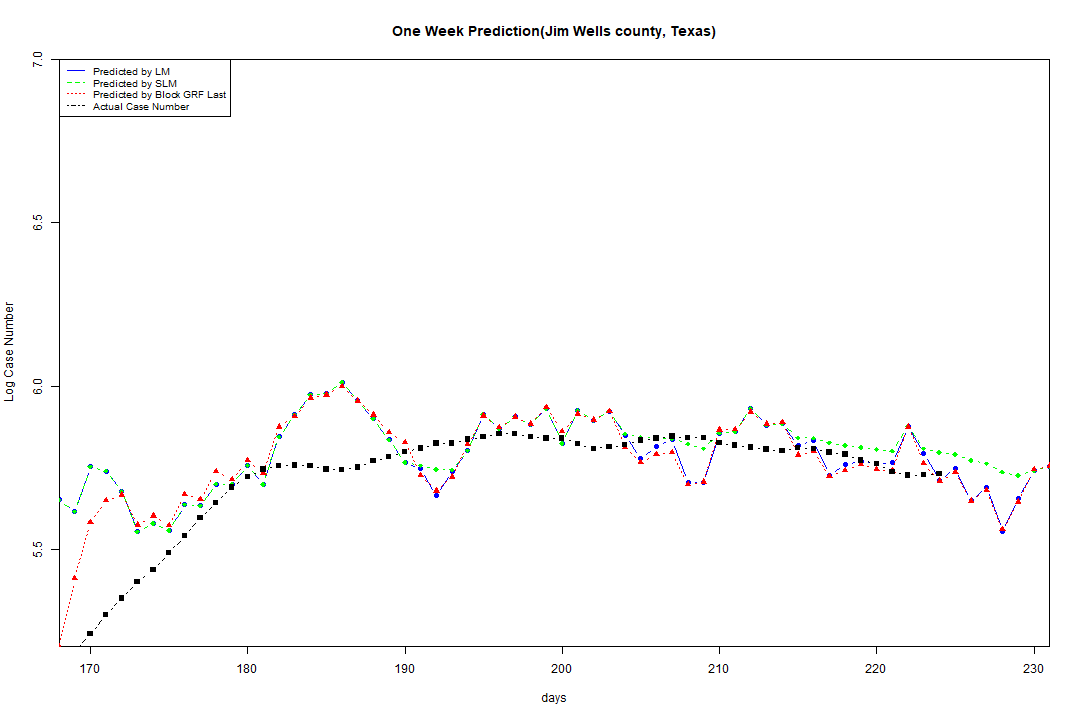 One Week Prediction(Jim Wells county, Texas)
Predicted by LM
Predicted by SLM
Predicted by Block GRF Last
Actual Case Number
7.0
6.5
6.0
5.5
Log Case Number
170 180 190 200 210 220 230
days